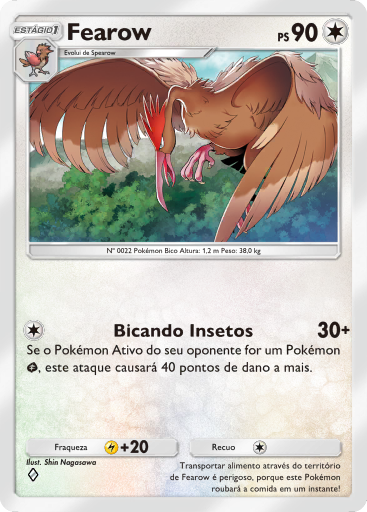 ESTÁGIO 1
Fearow
PS 90
Evolui de Spearow
Nº 0022 Pokémon Bico Altura: 1,2 m Peso: 38,0 kg
Bicando Insetos 30+
Se o Pokémon Ativo do seu oponente for um Pokémon
, este ataque causará 40 pontos de dano a mais.
Fraqueza +20
Recuo
Ilust. Shin Nagasawa
Transportar alimento através do território
de Fearow é perigoso, porque este Pokémon
roubará a comida em um instante!